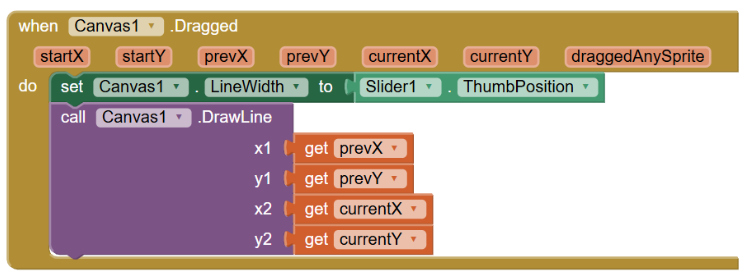 when Canvas1 .Dragged
startX startY prevX prevY currentX currentY draggedAnySprite
do set Canvas1 . LineWidth to Slider1 . ThumbPosition
call Canvas1 .DrawLine
x1 get prevX
y1 get prevY
x2 get currentX
y2 get currentY